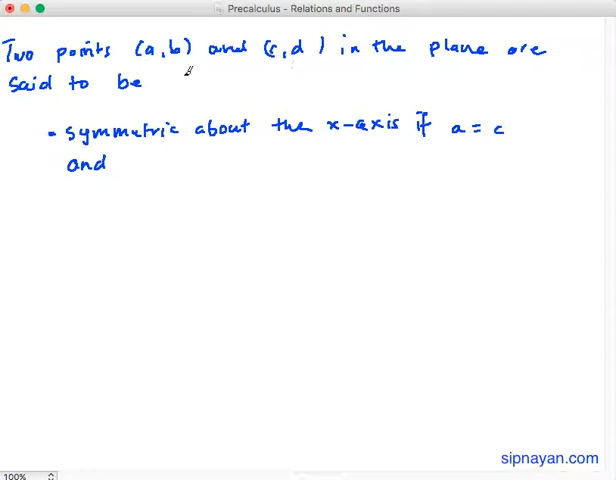 Precalculus - Relations and Functions
Two points (a,b) and (c,d) in the plane are
said to be
- symmetric about the x-axis if a = c
and
sipnayan.com
100%